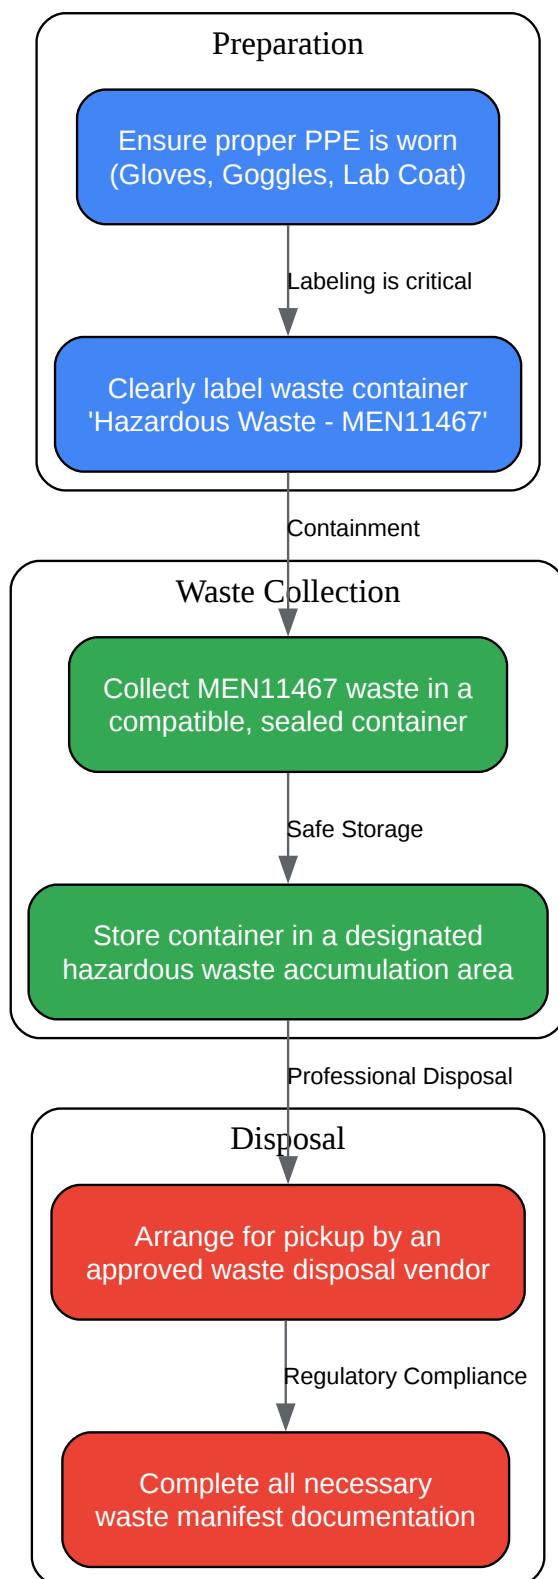 Preparation
Ensure proper PPE is worn
(Gloves, Goggles, Lab Coat)
Labeling is critical
Clearly label waste container
'Hazardous Waste - MEN11467'
Containment
Waste Collection
Collect MEN11467 waste in a
compatible, sealed container
Safe Storage
Store container in a designated
hazardous waste accumulation area
Professional Disposal
Disposal
Arrange for pickup by an
approved waste disposal vendor
Regulatory Compliance
Complete all necessary
waste manifest documentation